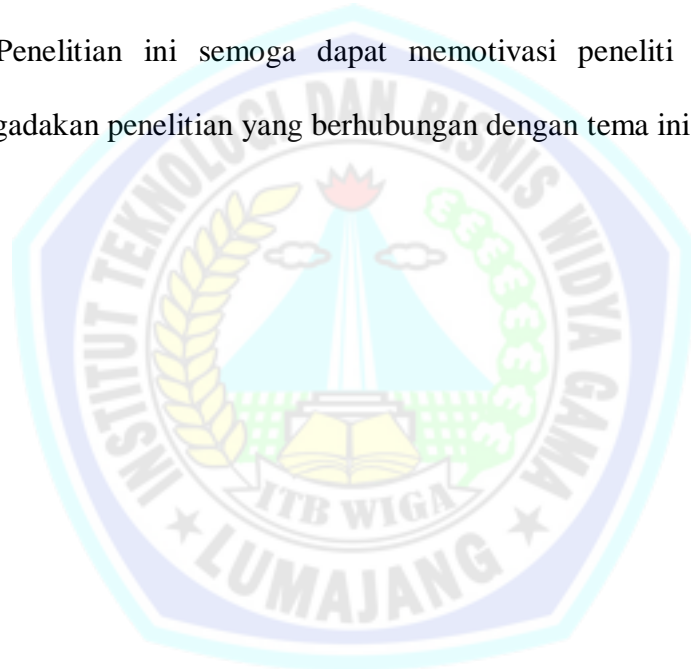 Penelitian ini semoga dapat memotivasi peneliti
gadakan penelitian yang berhubungan dengan tema ini
INSTITUT TEKNOLOGI DAN BISNIS WIDYA GAMA
ITB WIGA
LUMAJANG